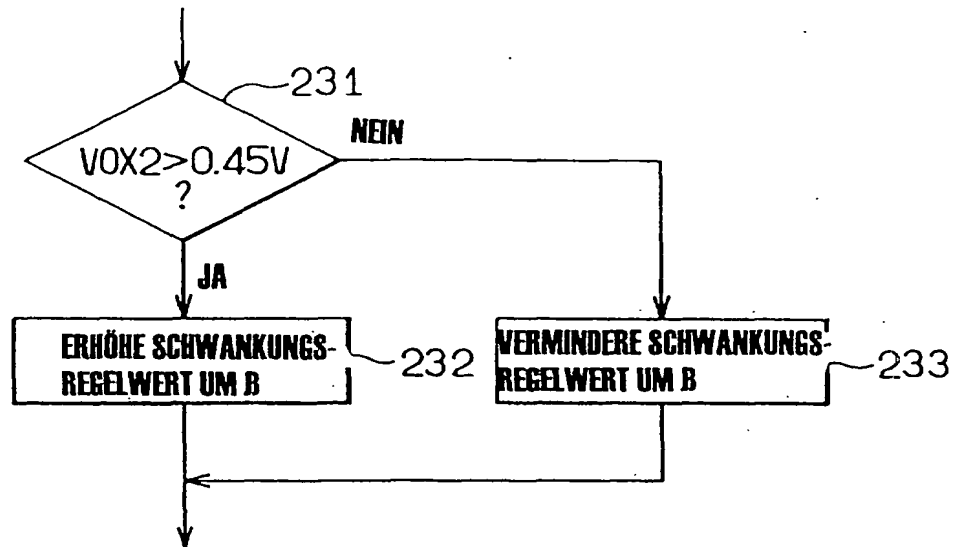 231
NEIN
VOX2>0.45V
?
JA
ERHÖHE SCHWANKUNGS-
REGELWERT UM B
232
VERMINDERE SCHWANKUNGS-
REGELWERT UM B
233